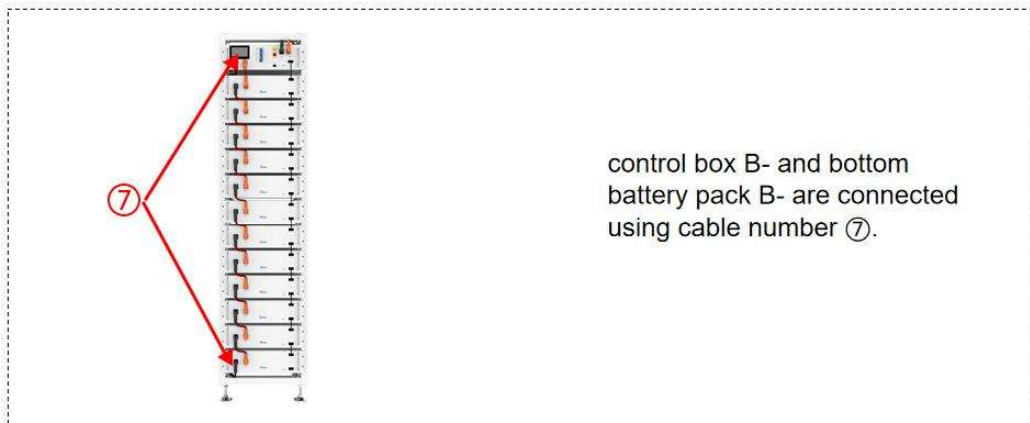 ⑦
control box B- and bottom
battery pack B- are connected
using cable number ⑦.